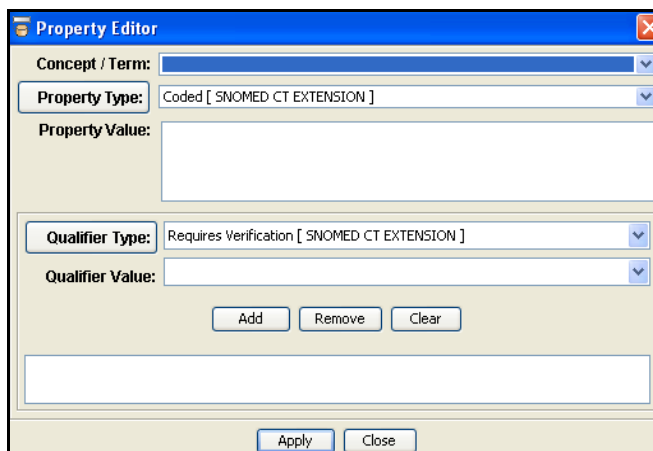 Property Editor
Concept / Term:
Property Type: Coded [ SNOMED CT EXTENSION ]
Property Value:
Qualifier Type: Requires Verification [ SNOMED CT EXTENSION ]
Qualifier Value:
Add Remove Clear
Apply Close